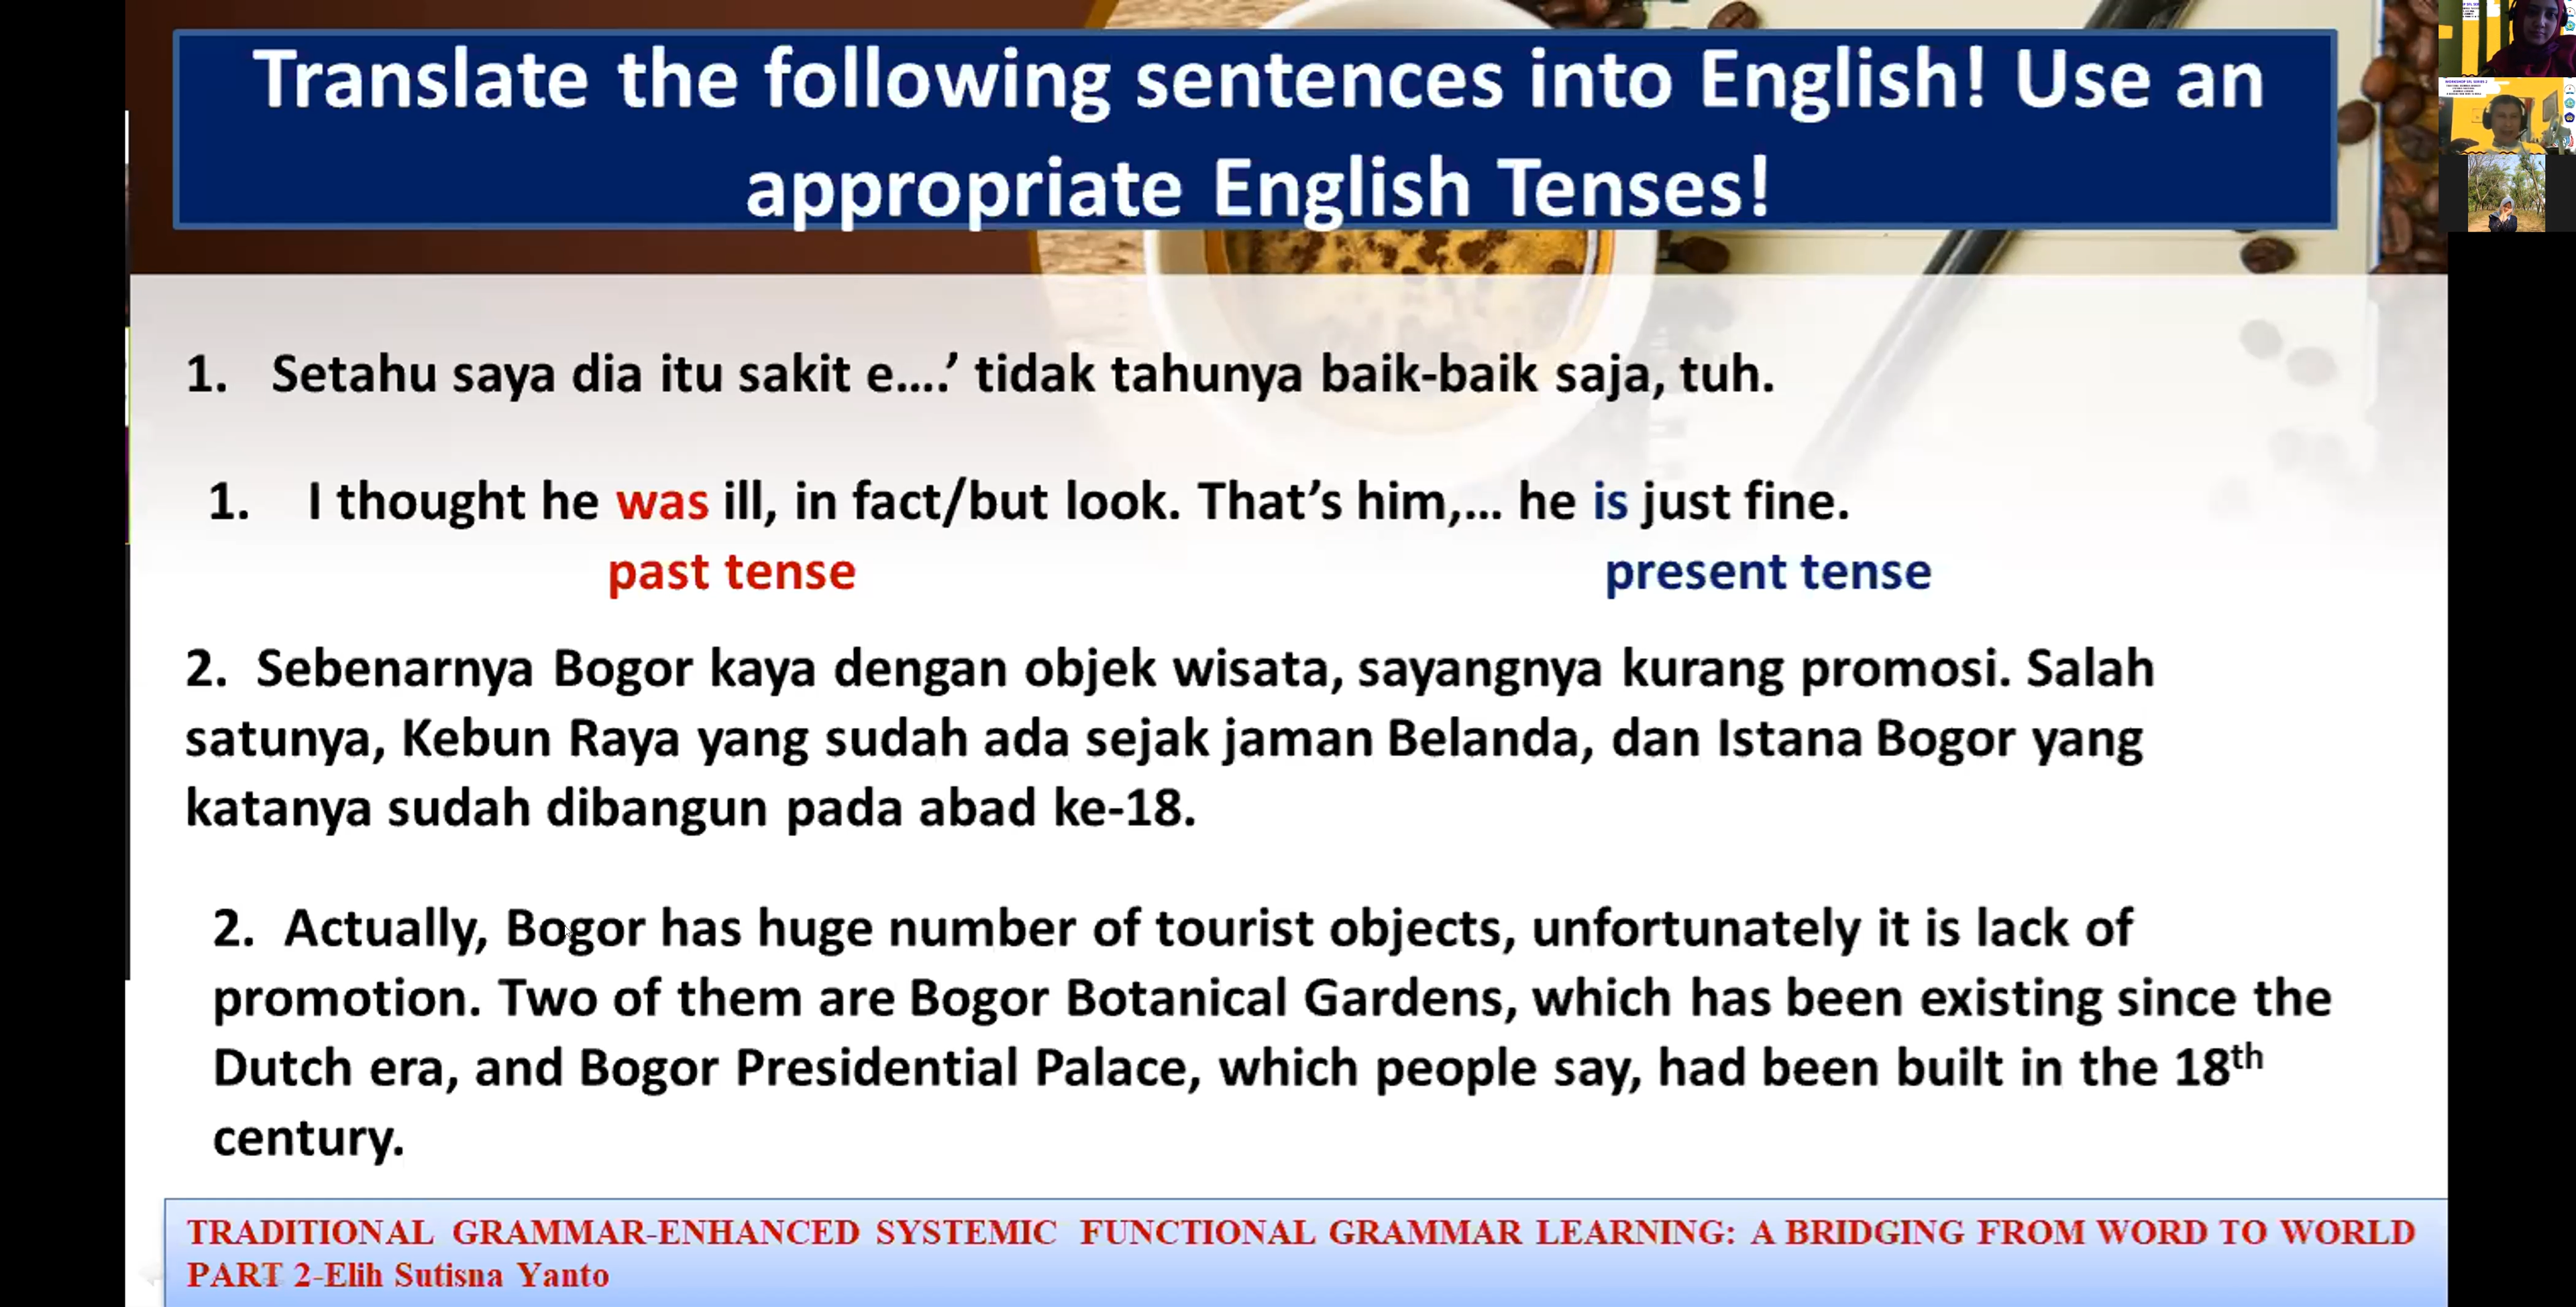 Translate the following sentences into English! Use an
appropriate English Tenses!
1. Setahu saya dia itu sakit e....’ tidak tahunya baik-baik saja, tuh.
1. I thought he was ill, in fact/but look. That’s him,... he is just fine.
past tense present tense
2. Sebenarnya Bogor kaya dengan objek wisata, sayangnya kurang promosi. Salah
satunya, Kebun Raya yang sudah ada sejak jaman Belanda, dan Istana Bogor yang
katanya sudah dibangun pada abad ke-18.
2. Actually, Bogor has huge number of tourist objects, unfortunately it is lack of
promotion. Two of them are Bogor Botanical Gardens, which has been existing since the
Dutch era, and Bogor Presidential Palace, which people say, had been built in the 18th
century.
TRADITIONAL GRAMMAR-ENHANCED SYSTEMIC FUNCTIONAL GRAMMAR LEARNING: A BRIDGING FROM WORD TO WORLD
PART 2-Elih Sutisna Yanto